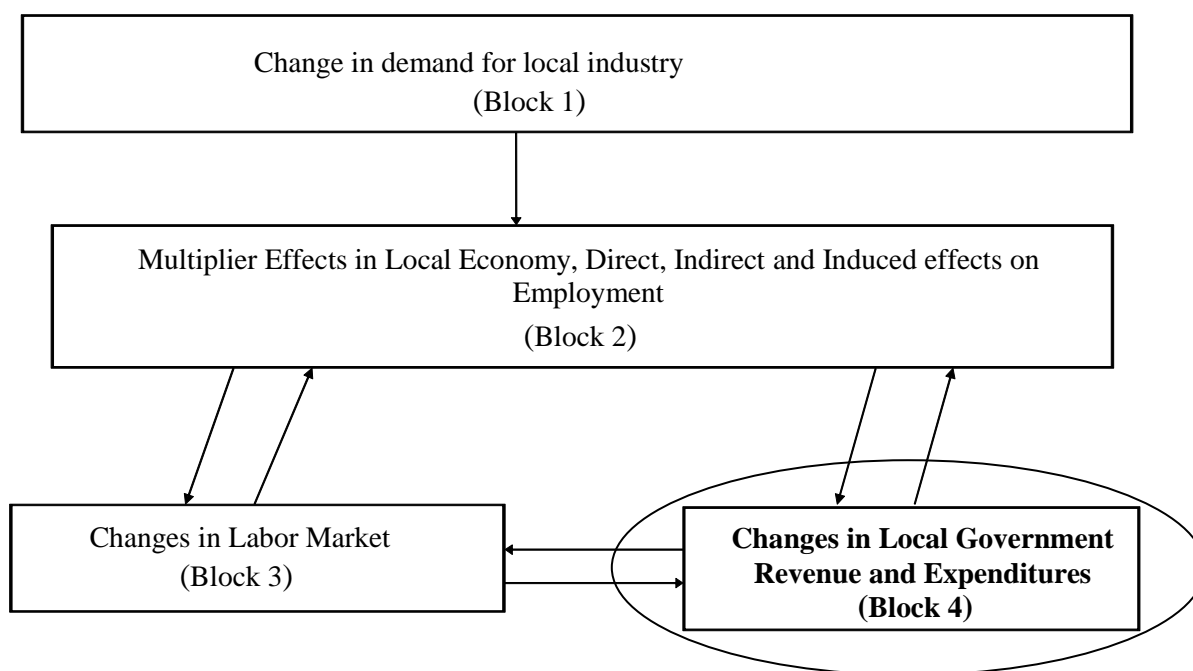 Change in demand for local industry
(Block 1)
Multiplier Effects in Local Economy, Direct, Indirect and Induced effects on
Employment
(Block 2)
Changes in Labor Market
(Block 3)
Changes in Local Government
Revenue and Expenditures
(Block 4)